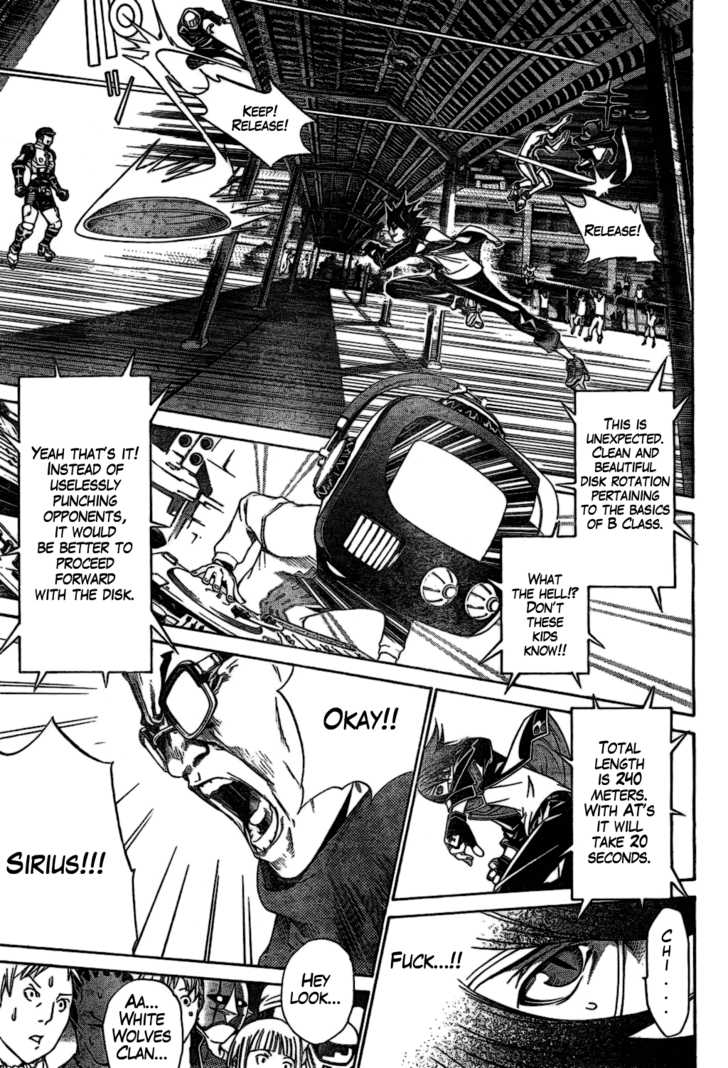 RELEASE!
KEEP!
RELEASE!
THIS IS
UNEXPECTED.
CLEAN AND
BEAUTIFUL
DISK ROTATION
PERTAINING
TO THE BASICS
OF B CLASS.
WHAT
THE HELL!?
DON'T
THESE
KIDS
KNOW!!
YEAH THAT'S IT!
INSTEAD OF
USELESSLY
PUNCHING
OPPONENTS,
IT WOULD
BE BETTER TO
PROCEED
FORWARD
WITH THE DISK.
TOTAL
LENGTH
IS 240
METERS.
WITH AT'S
IT WILL
TAKE 20
SECONDS.
OKAY!!
SIRIUS!!!
CHI....
FUCK...!!
HEY
LOOK...
AA...
WHITE
WOLVES
CLAN...